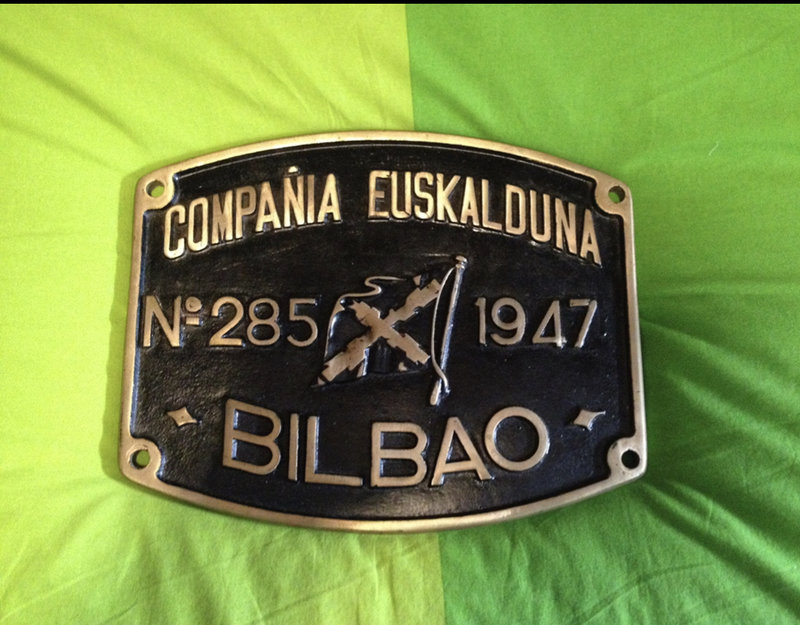 COMPAÑIA EUSKALDUNA
Nº 285 1947
BILBAO